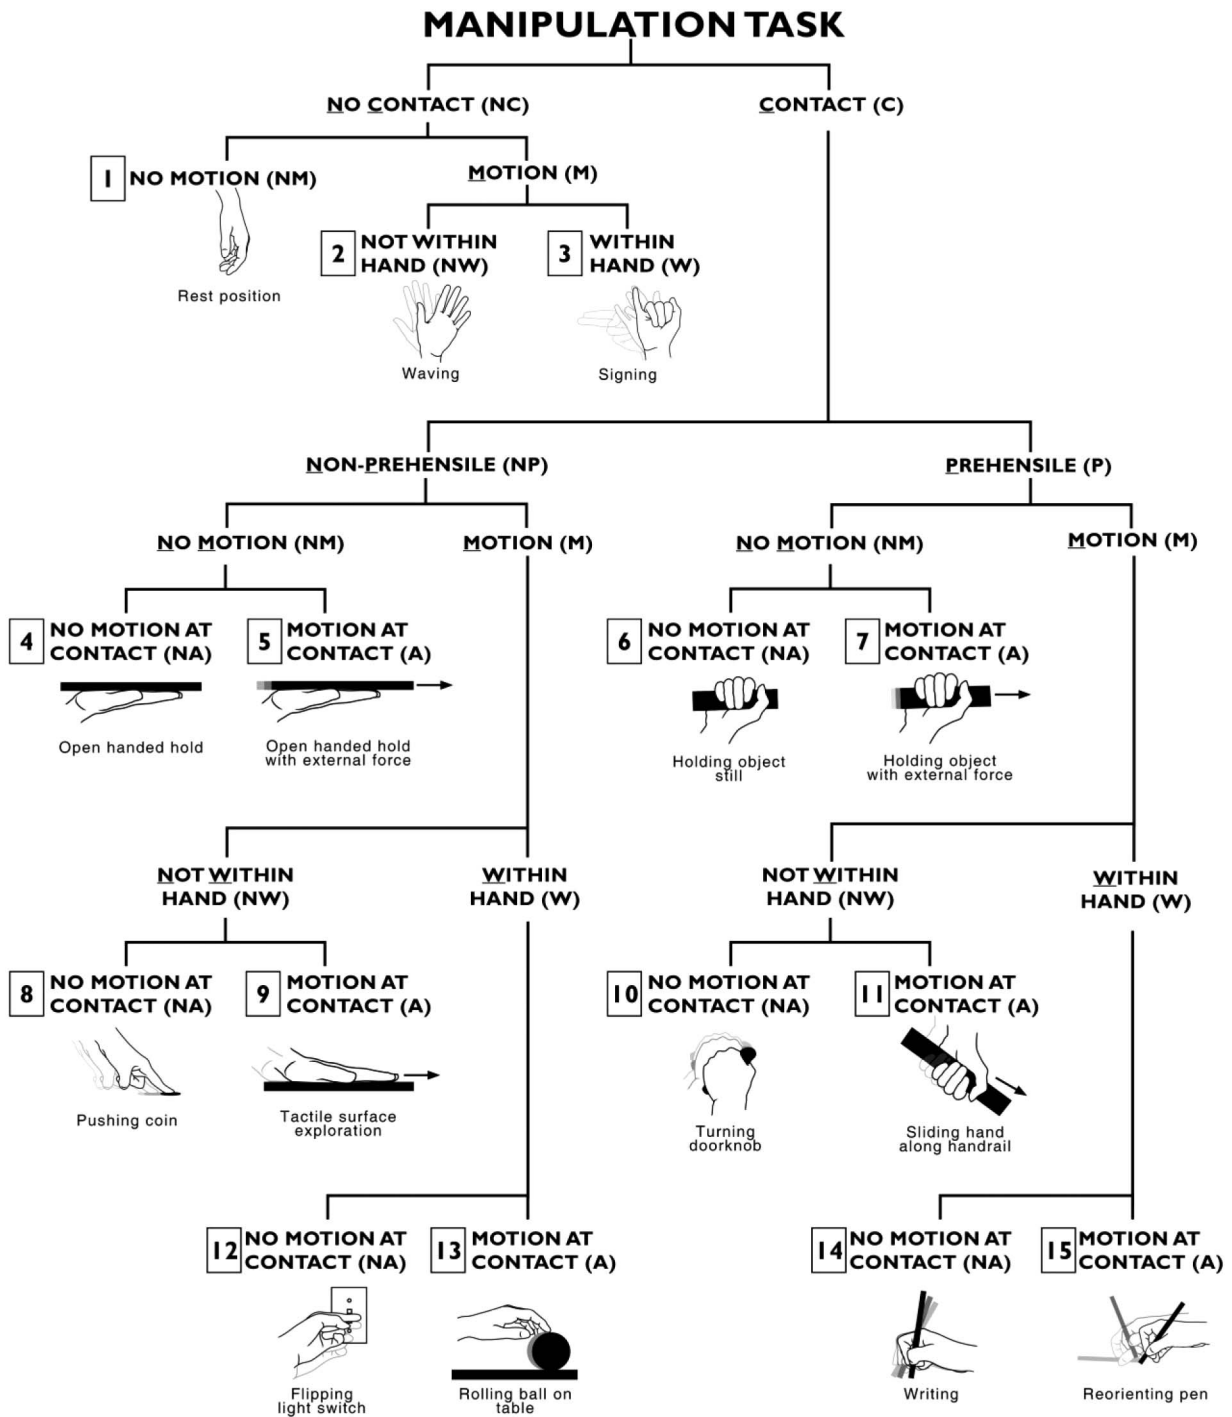 MANIPULATION TASK
NO CONTACT (NC)
CONTACT (C)
1 NO MOTION (NM)
MOTION (M)
Rest position
2 NOT WITHIN
HAND (NW)
3 WITHIN
HAND (W)
Waving
Signing
NON-PREHENSILE (NP)
PREHENSILE (P)
NO MOTION (NM)
MOTION (M)
NO MOTION (NM)
MOTION (M)
4 NO MOTION AT
CONTACT (NA)
5 MOTION AT
CONTACT (A)
6 NO MOTION AT
CONTACT (NA)
7 MOTION AT
CONTACT (A)
Open handed hold
Open handed hold
with external force
Holding object
still
Holding object
with external force
NOT WITHIN
HAND (NW)
WITHIN
HAND (W)
NOT WITHIN
HAND (NW)
WITHIN
HAND (W)
8 NO MOTION AT
CONTACT (NA)
9 MOTION AT
CONTACT (A)
10 NO MOTION AT
CONTACT (NA)
11 MOTION AT
CONTACT (A)
Pushing coin
Tactile surface
exploration
Turning
doorknob
Sliding hand
along handrail
12 NO MOTION AT
CONTACT (NA)
13 MOTION AT
CONTACT (A)
14 NO MOTION AT
CONTACT (NA)
15 MOTION AT
CONTACT (A)
Flipping
light switch
Rolling ball on
table
Writing
Reorienting pen